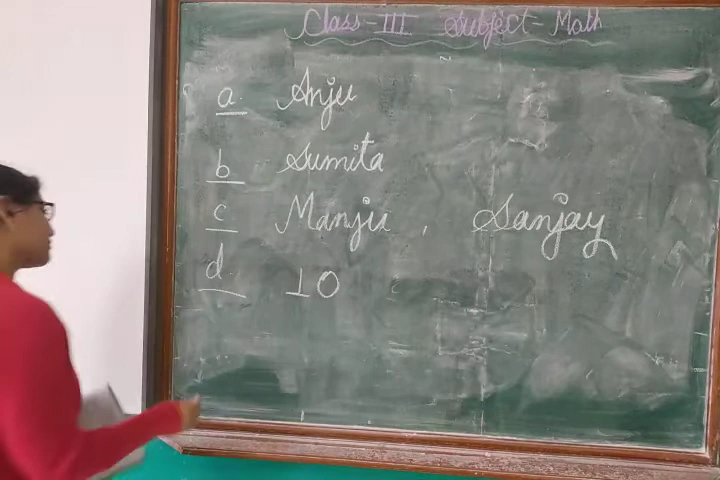 Class-III Subject-Math
a Anju
b Sumita
c Manju, Sanjay
d 10